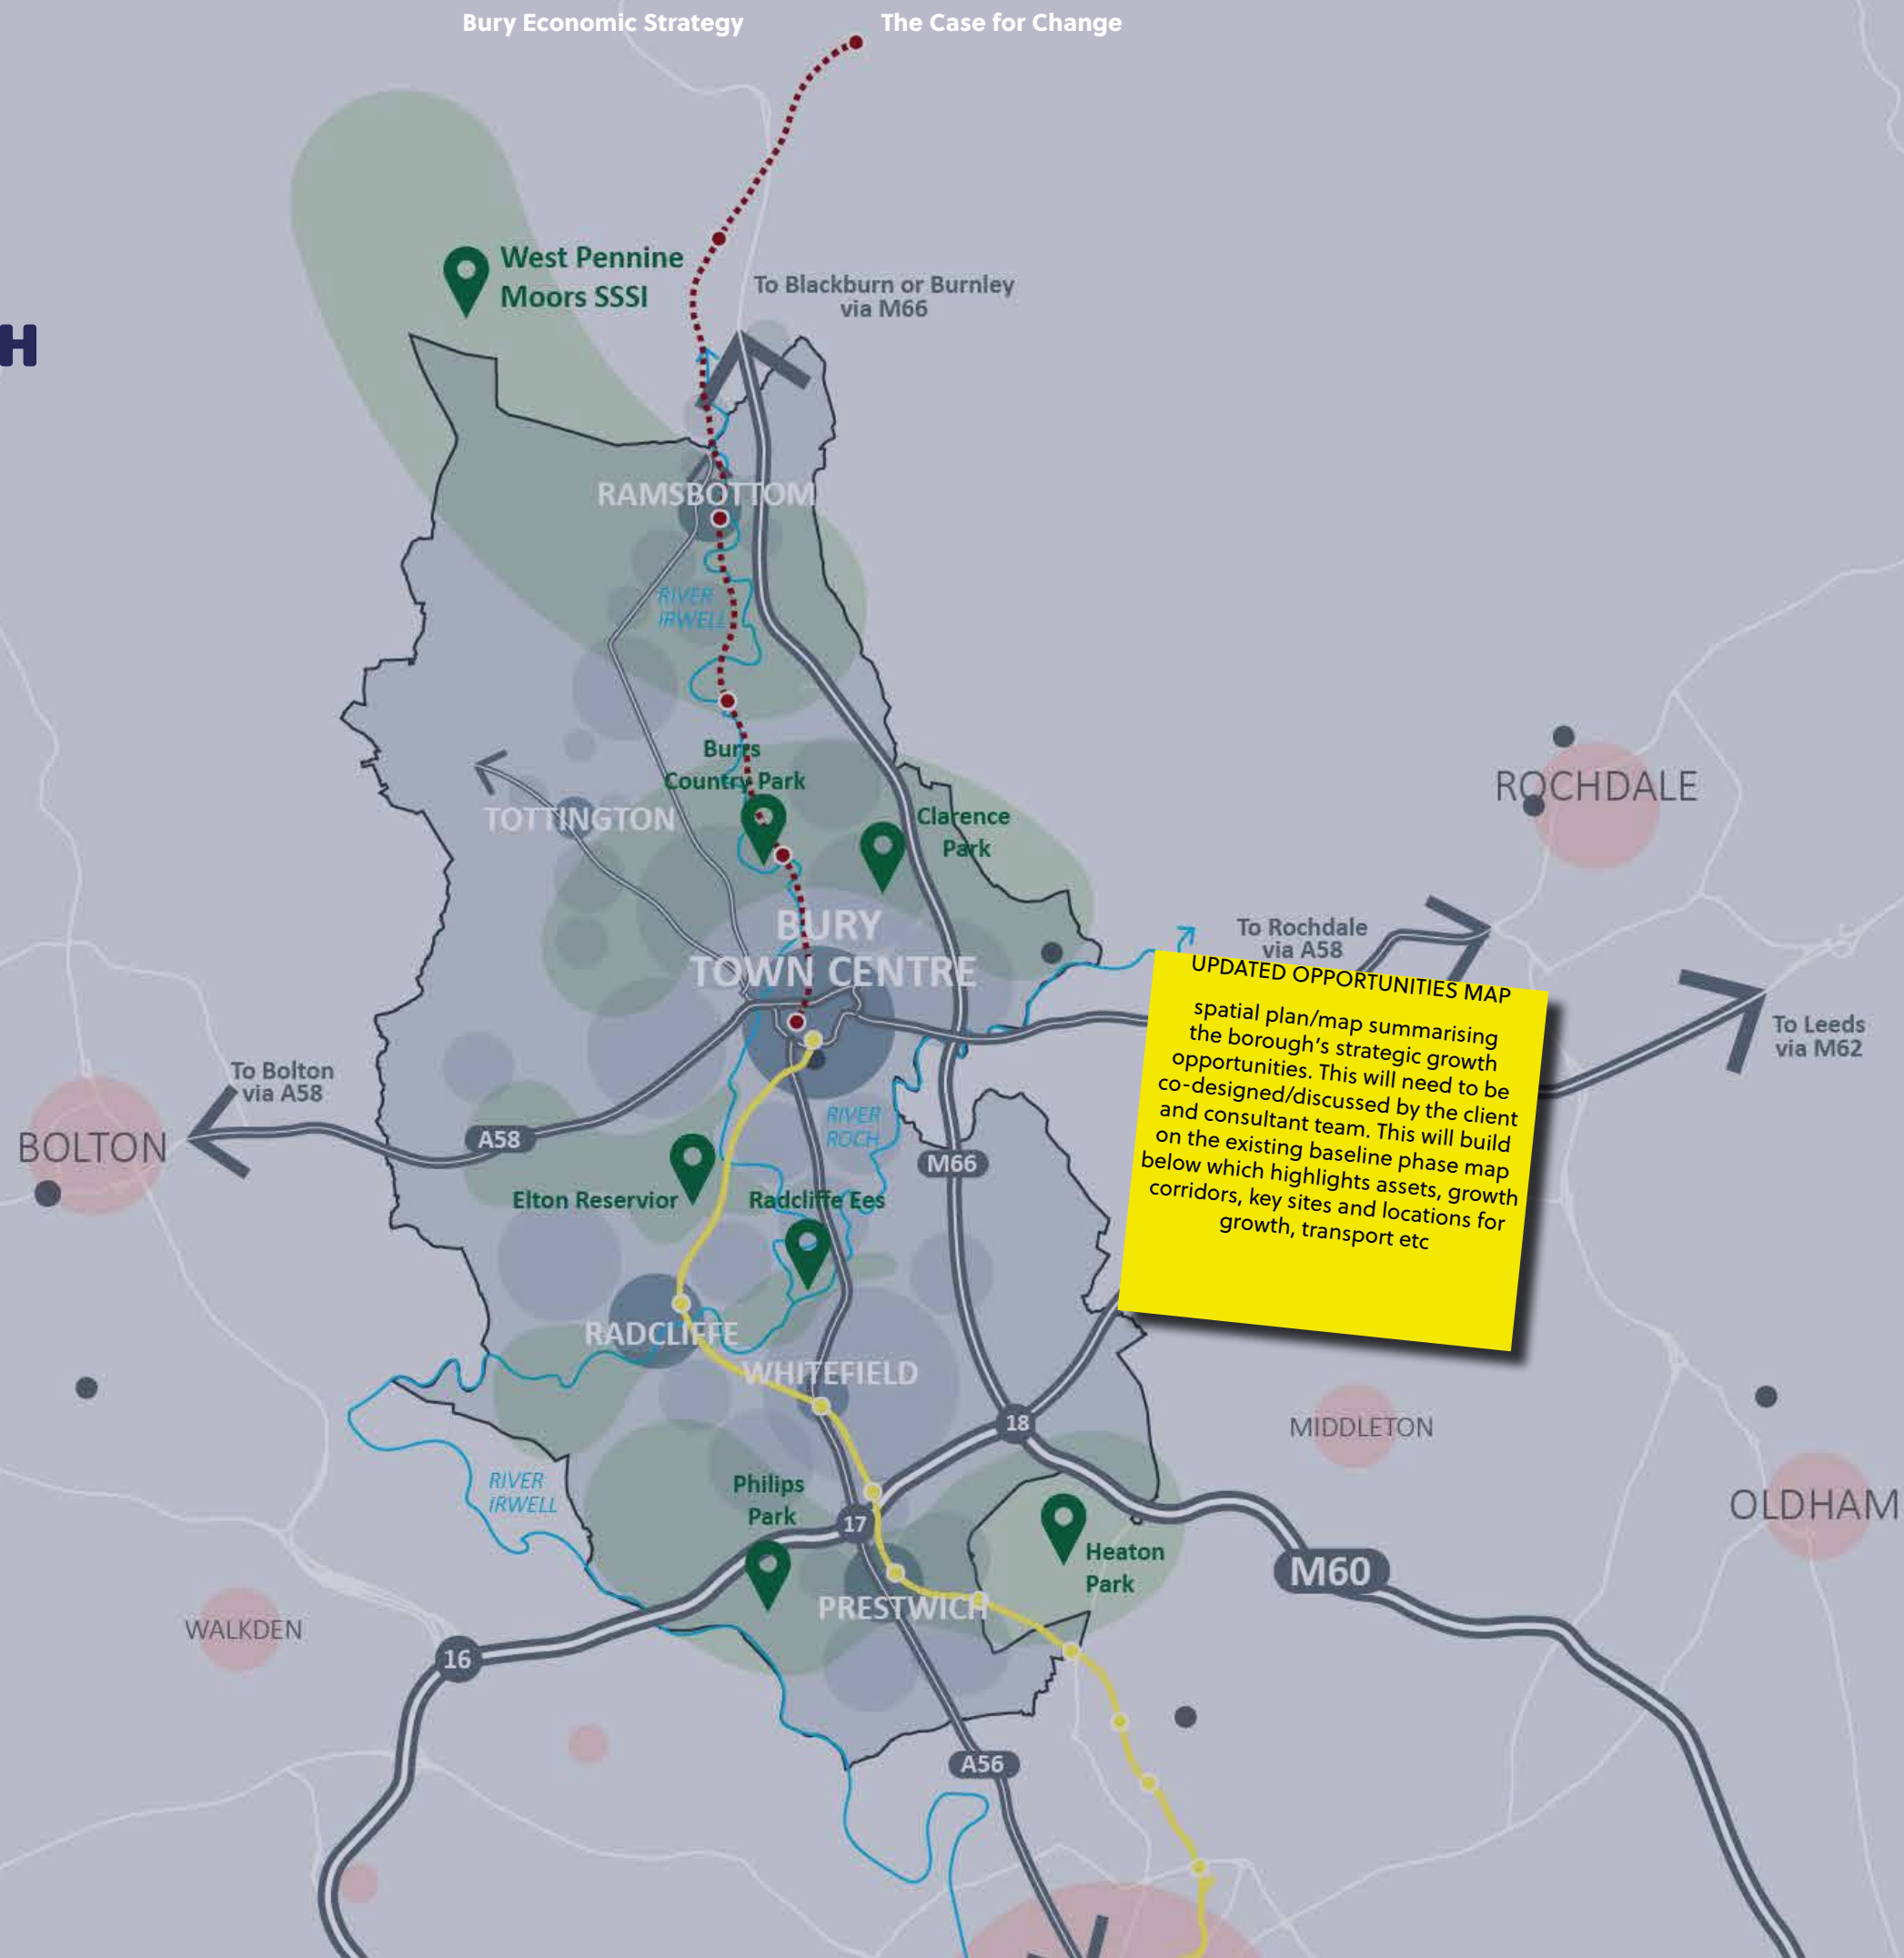 Bury Economic Strategy
The Case for Change
West Pennine
Moors SSSI
To Blackburn or Burnley
via M66
H
RAMSBOTTOM
RIVER
IRWELL
Burrs
Country Park
TOTTINGTON
Clarence
Park
ROCHDALE
BURY
TOWN CENTRE
To Rochdale
via A58
UPDATED OPPORTUNITIES MAP
spatial plan/map summarising
the borough's strategic growth
opportunities. This will need to be
co-designed/discussed by the client
and consultant team. This will build
on the existing baseline phase map
below which highlights assets, growth
corridors, key sites and locations for
growth, transport etc
To Leeds
via M62
To Bolton
via A58
BOLTON
A58
RIVER
ROCH
M66
Elton Reservior
Radcliffe Ees
RADCLIFFE
WHITEFIELD
18
MIDDLETON
RIVER
iRWELL
Philips
Park
17
OLDHAM
Heaton
Park
M60
PRESTWICH
WALKDEN
16
A56